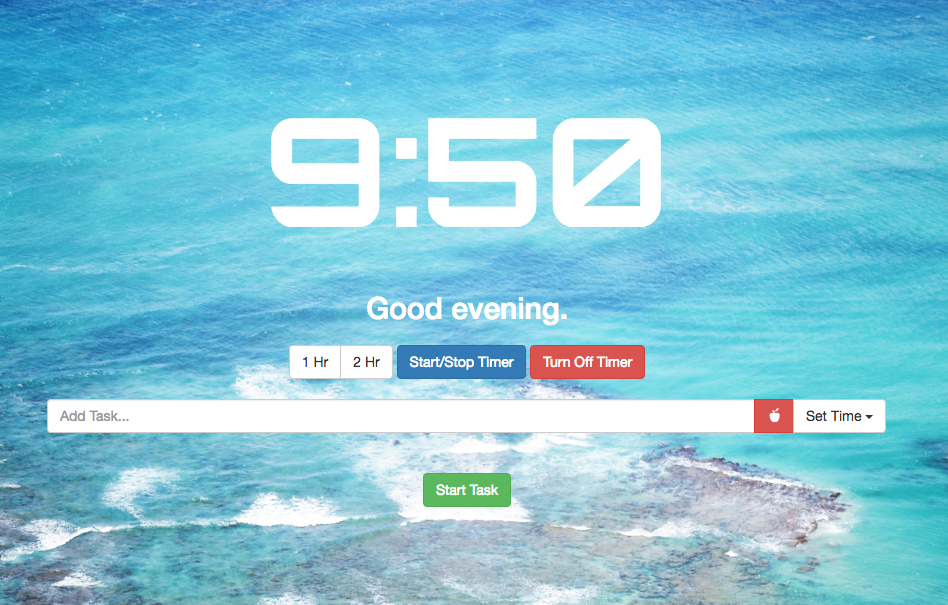 9:50
Good evening.
1 Hr 2 Hr Start/Stop Timer Turn Off Timer
Add Task... Set Time
Start Task